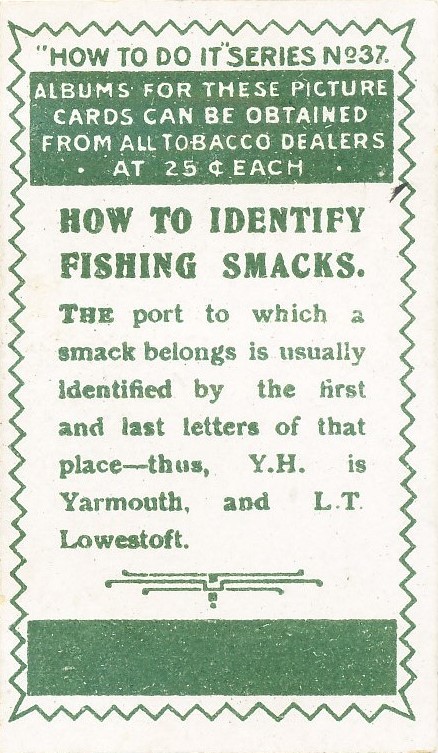 "HOW TO DO IT" SERIES No 37.
ALBUMS FOR THESE PICTURE
CARDS CAN BE OBTAINED
FROM ALL TOBACCO DEALERS
· AT 25 ¢ EACH ·
HOW TO IDENTIFY
FISHING SMACKS.
THE port to which a
smack belongs is usually
identified by the first
and last letters of that
place—thus, Y.H. is
Yarmouth, and L.T.
Lowestoft.